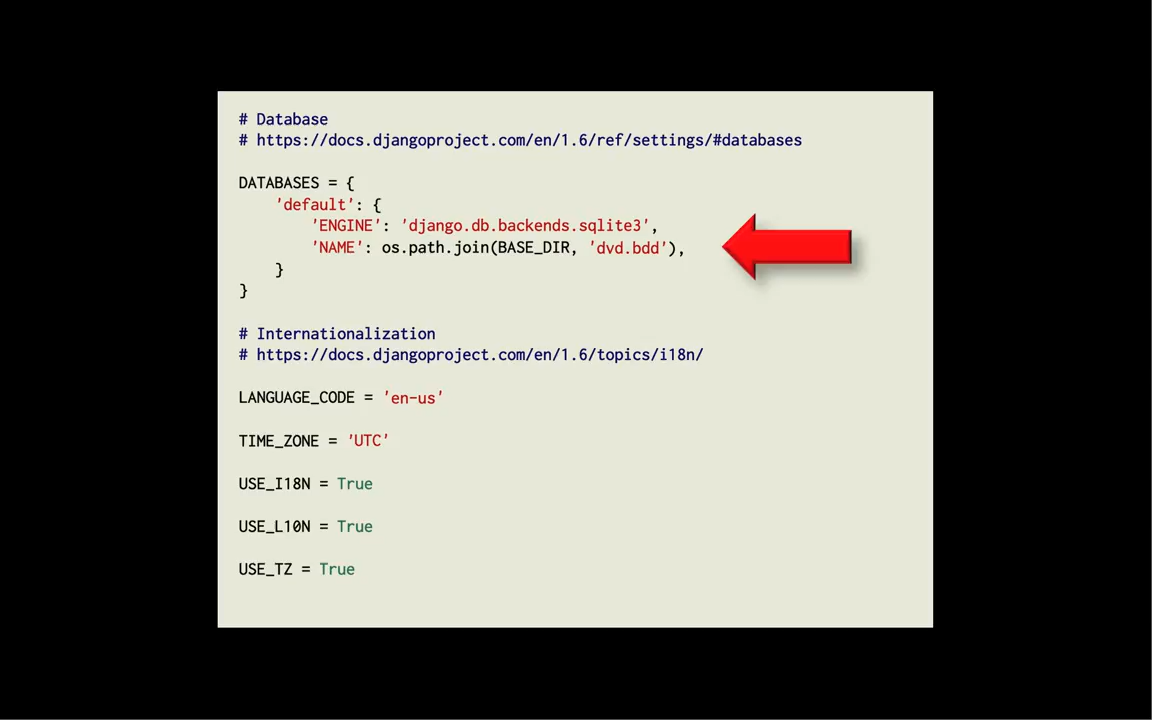 # Database
# https://docs.djangoproject.com/en/1.6/ref/settings/#databases
DATABASES = {
    'default': {
        'ENGINE': 'django.db.backends.sqlite3',
        'NAME': os.path.join(BASE_DIR, 'dvd.bdd'),
    }
}
# Internationalization
# https://docs.djangoproject.com/en/1.6/topics/i18n/
LANGUAGE_CODE = 'en-us'
TIME_ZONE = 'UTC'
USE_I18N = True
USE_L10N = True
USE_TZ = True